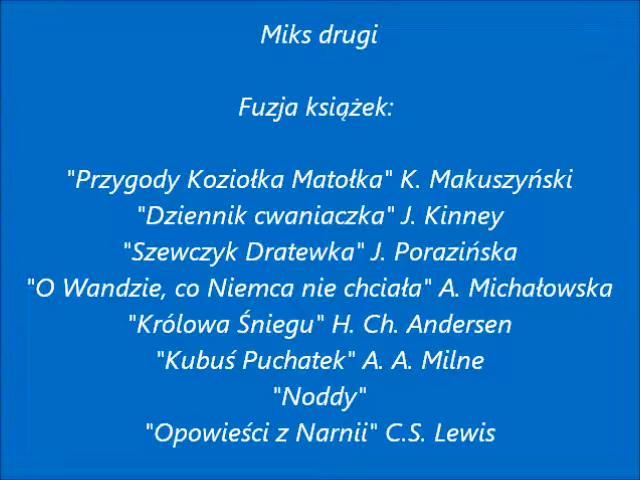 Miks drugi
Fuzja książek:
"Przygody Koziołka Matołka" K. Makuszyński
"Dziennik cwaniaczka" J. Kinney
"Szewczyk Dratewka" J. Porazińska
"O Wandzie, co Niemca nie chciała" A. Michałowska
"Królowa Śniegu" H. Ch. Andersen
"Kubuś Puchatek" A. A. Milne
"Noddy"
"Opowieści z Narnii" C.S. Lewis